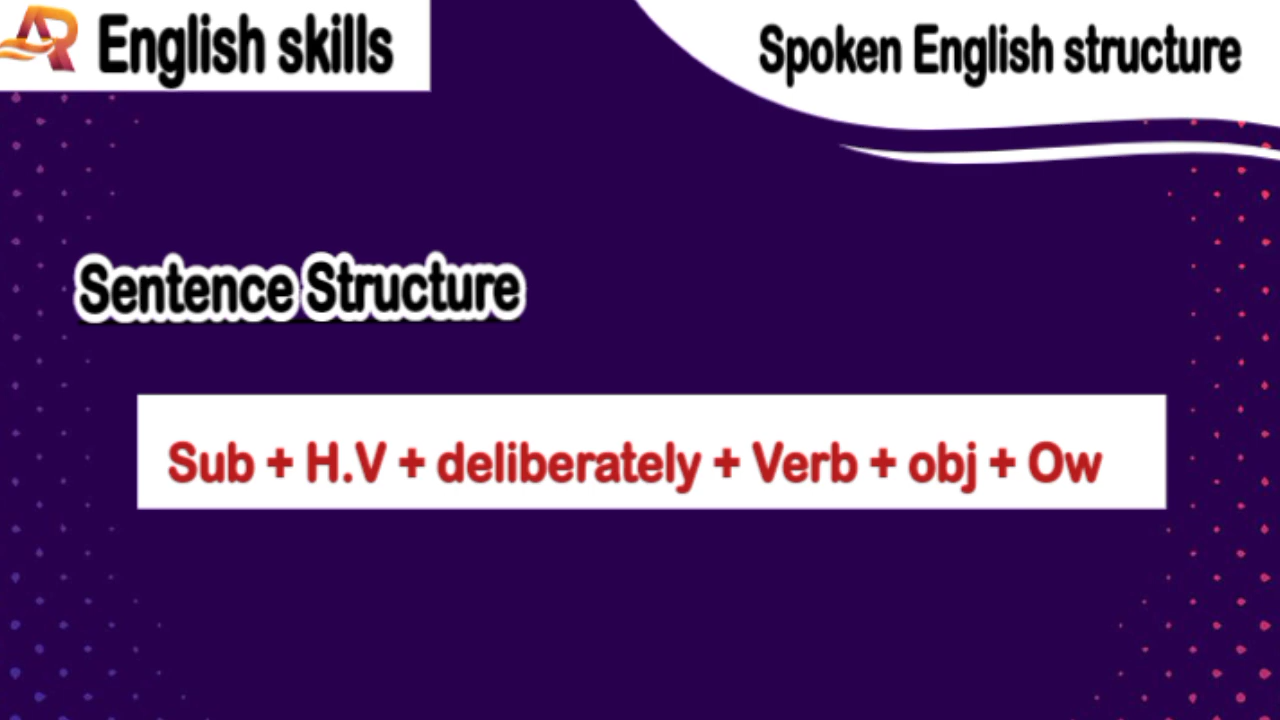 AR English skills
Spoken English structure
Sentence Structure
Sub + H.V + deliberately + Verb + obj + Ow